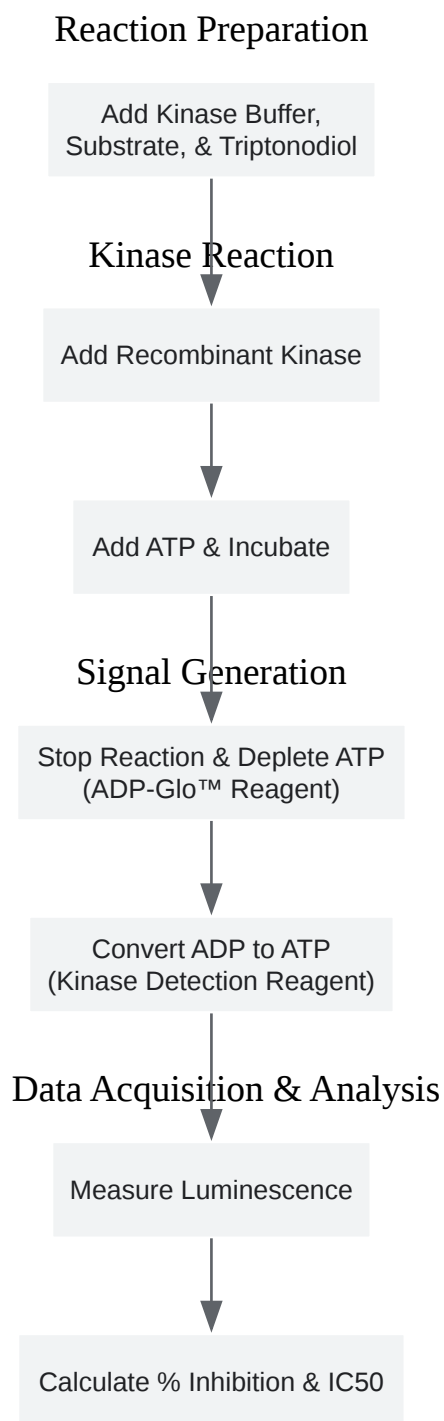 Reaction Preparation
Add Kinase Buffer,
Substrate, & Triptonodiol
Kinase Reaction
Add Recombinant Kinase
Add ATP & Incubate
Signal Generation
Stop Reaction & Deplete ATP
(ADP-Glo™ Reagent)
Convert ADP to ATP
(Kinase Detection Reagent)
Data Acquisition & Analysis
Measure Luminescence
Calculate % Inhibition & IC50